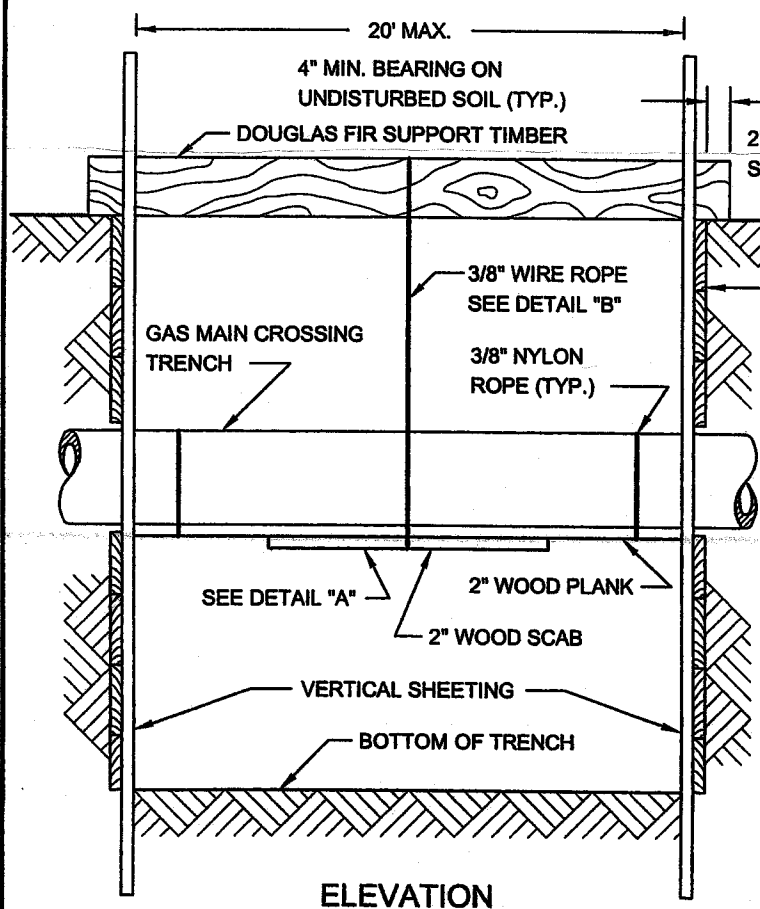 20' MAX.
4" MIN. BEARING ON
UNDISTURBED SOIL (TYP.)
DOUGLAS FIR SUPPORT TIMBER
2
S
3/8" WIRE ROPE
SEE DETAIL "B"
GAS MAIN CROSSING
TRENCH
3/8" NYLON
ROPE (TYP.)
SEE DETAIL "A"
2" WOOD PLANK
2" WOOD SCAB
VERTICAL SHEETING
BOTTOM OF TRENCH
ELEVATION